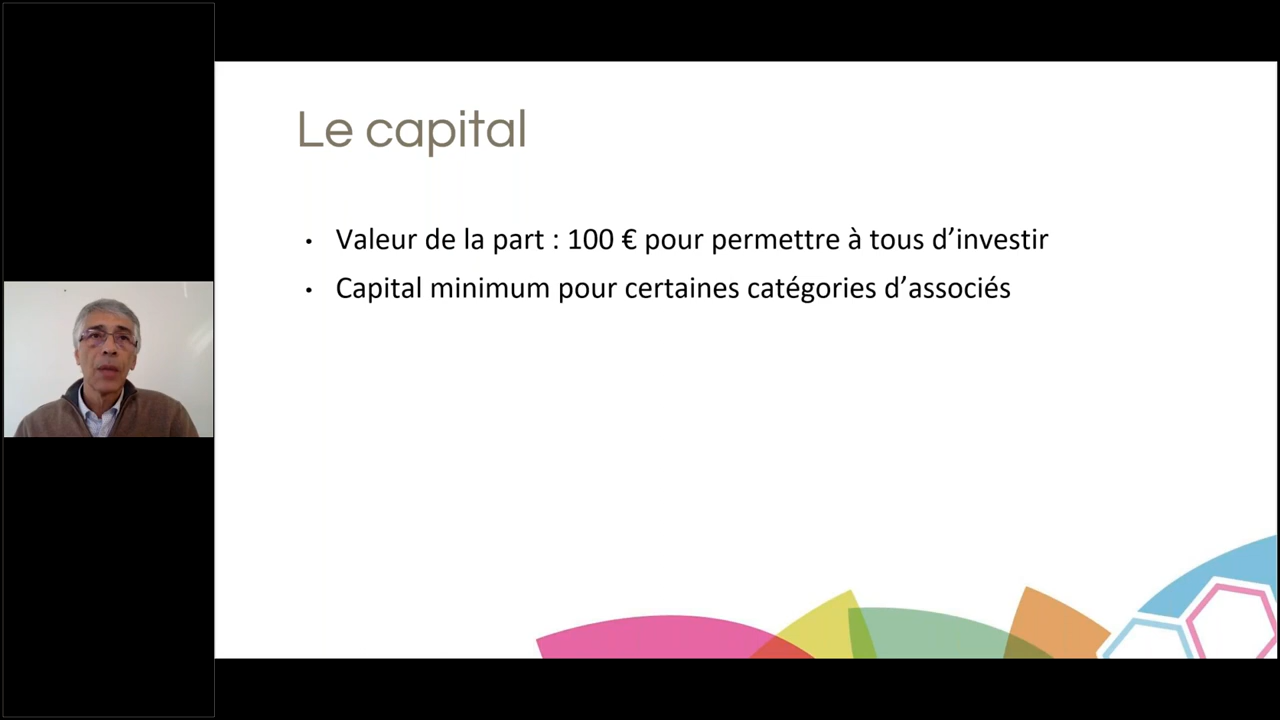 Le capital
• Valeur de la part : 100 € pour permettre à tous d’investir
• Capital minimum pour certaines catégories d’associés